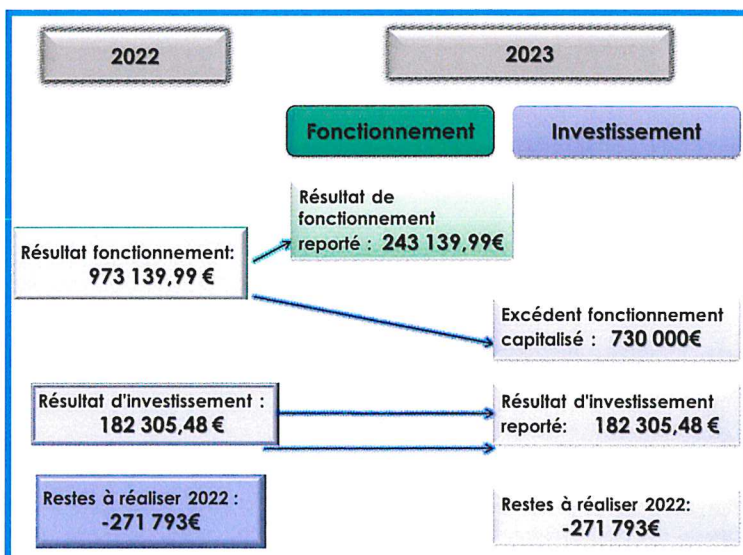 2022
2023
Fonctionnement
Investissement
Résultat fonctionnement:
973 139,99 €
Résultat de
fonctionnement
reporté : 243 139,99€
Excédent fonctionnement
capitalisé : 730 000€
Résultat d'investissement :
182 305,48 €
Résultat d'investissement
reporté: 182 305,48 €
Restes à réaliser 2022 :
-271 793€
Restes à réaliser 2022:
-271 793€